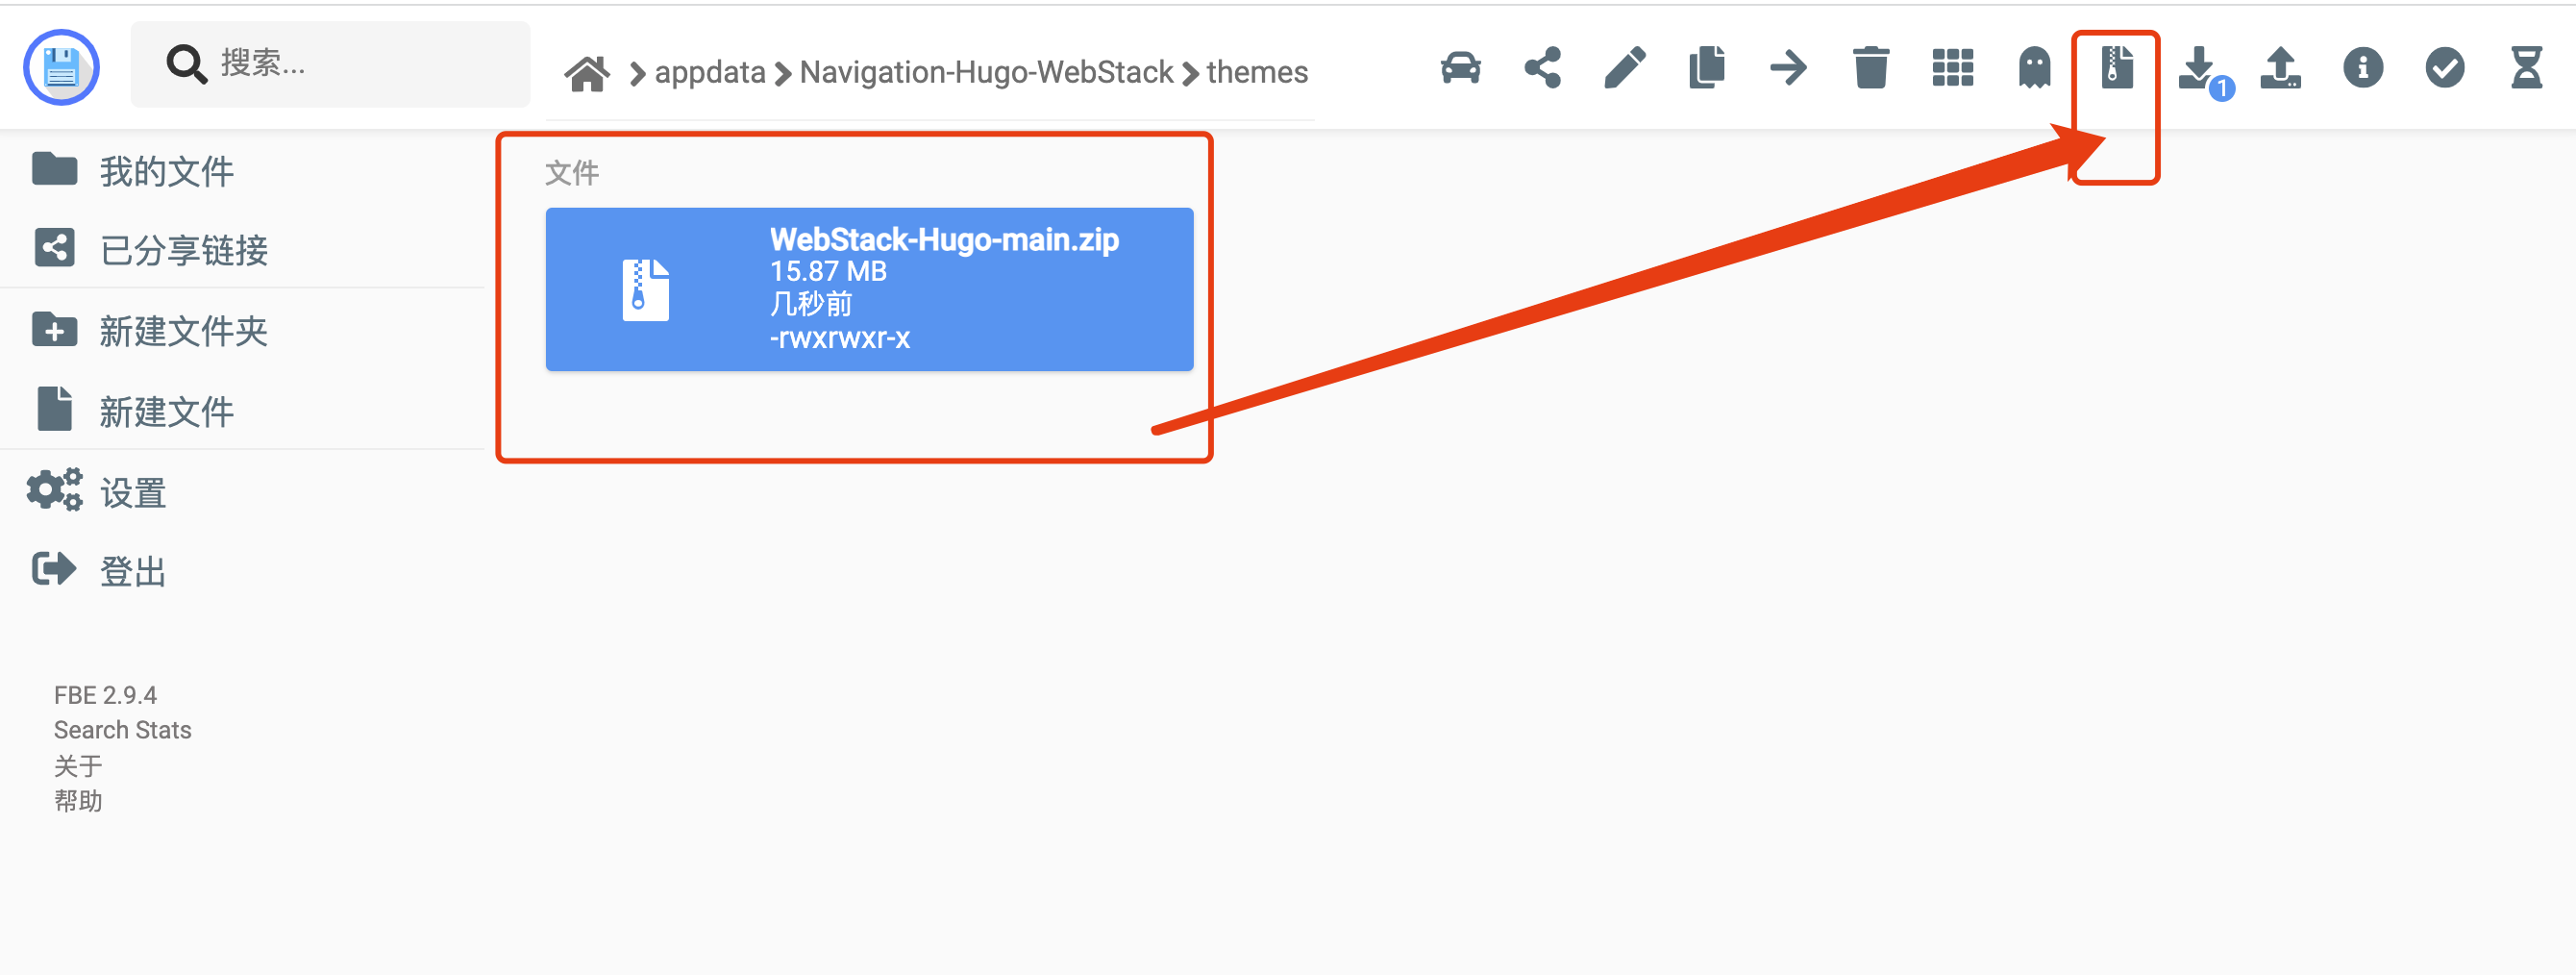 搜索...
appdata
Navigation-Hugo-WebStack
themes
1
我的文件
已分享链接
新建文件夹
新建文件
设置
登出
文件
WebStack-Hugo-main.zip
15.87 MB
几秒前
-rwxrwxr-x
FBE 2.9.4
Search Stats
关于
帮助